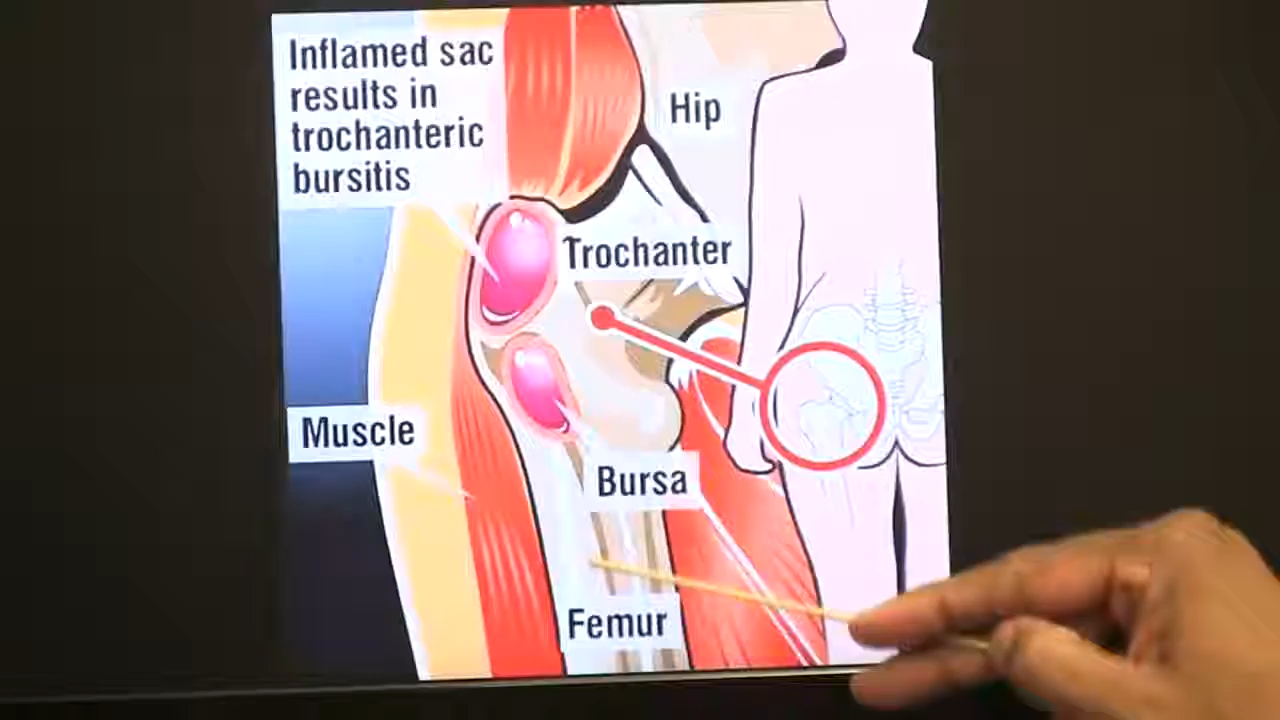 Inflamed sac
results in
trochanteric
bursitis
Hip
Trochanter
Muscle
Bursa
Femur